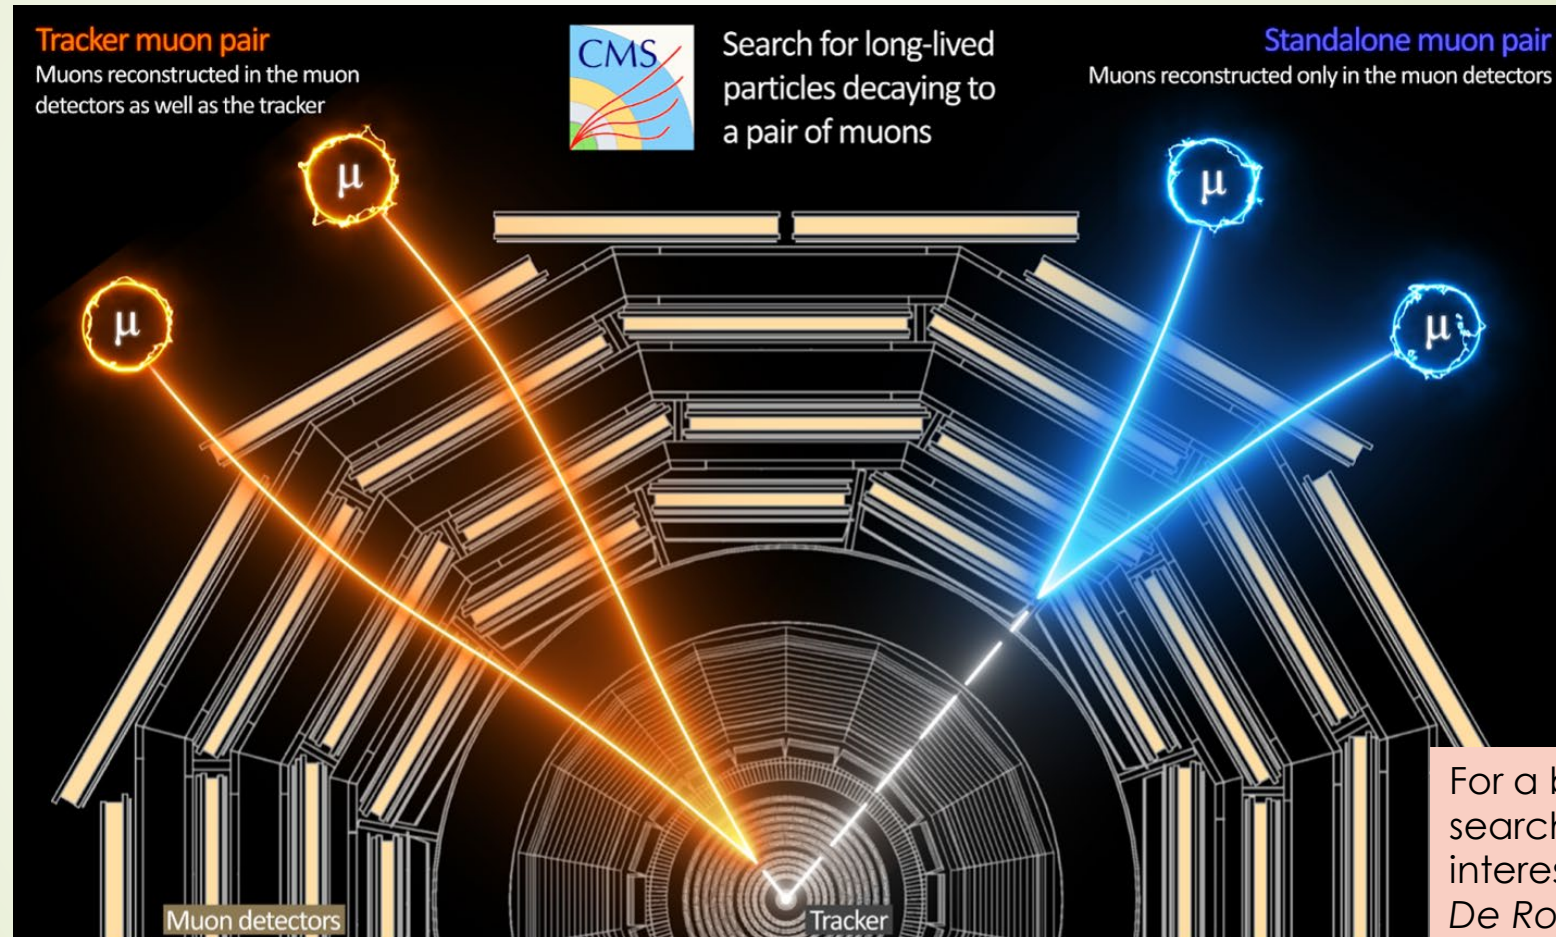 Tracker muon pair
Muons reconstructed in the muon
detectors as well as the tracker
CMS
Search for long-lived
particles decaying to
a pair of muons
Standalone muon pair
Muons reconstructed only in the muon detectors
μ
μ
μ
μ
Muon detectors
Tracker
For a
search
interes
De Ro